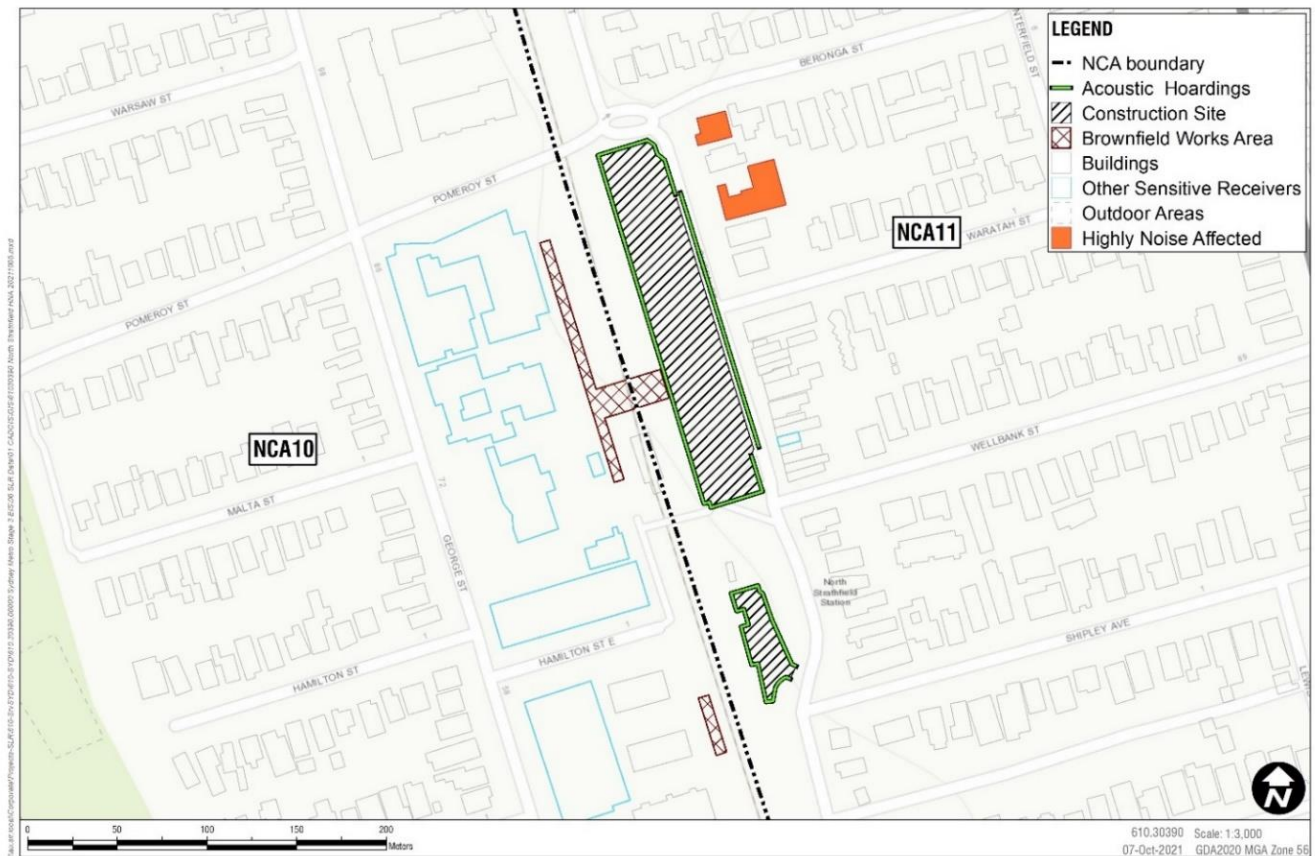 LEGEND
NCA boundary
Acoustic Hoardings
Construction Site
Brownfield Works Area
Buildings
Other Sensitive Receivers
Outdoor Areas
Highly Noise Affected
BERONGA ST
WARSAW ST
POMEROY ST
NCA11
WARATAH ST
POMEROY ST
WELLBANK ST
NCA10
MALTA ST
GEORGE ST
North
Strathfield
Station
SHIPLEY AVE
HAMILTON ST E
HAMILTON ST
N
0 50 100 150 200
Meters
610.30390 Scale: 1:3,000
07-Oct-2021 GDA2020 MGA Zone 56